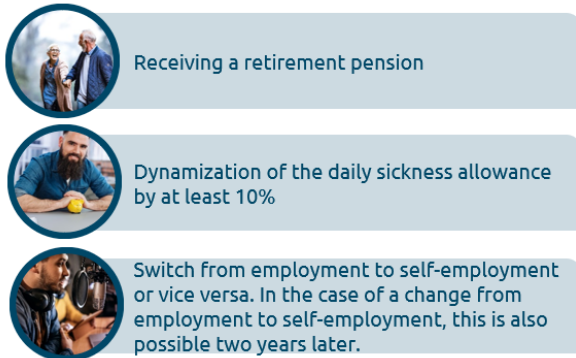 Receiving a retirement pension
Dynamization of the daily sickness allowance
by at least 10%
Switch from employment to self-employment
or vice versa. In the case of a change from
employment to self-employment, this is also
possible two years later.